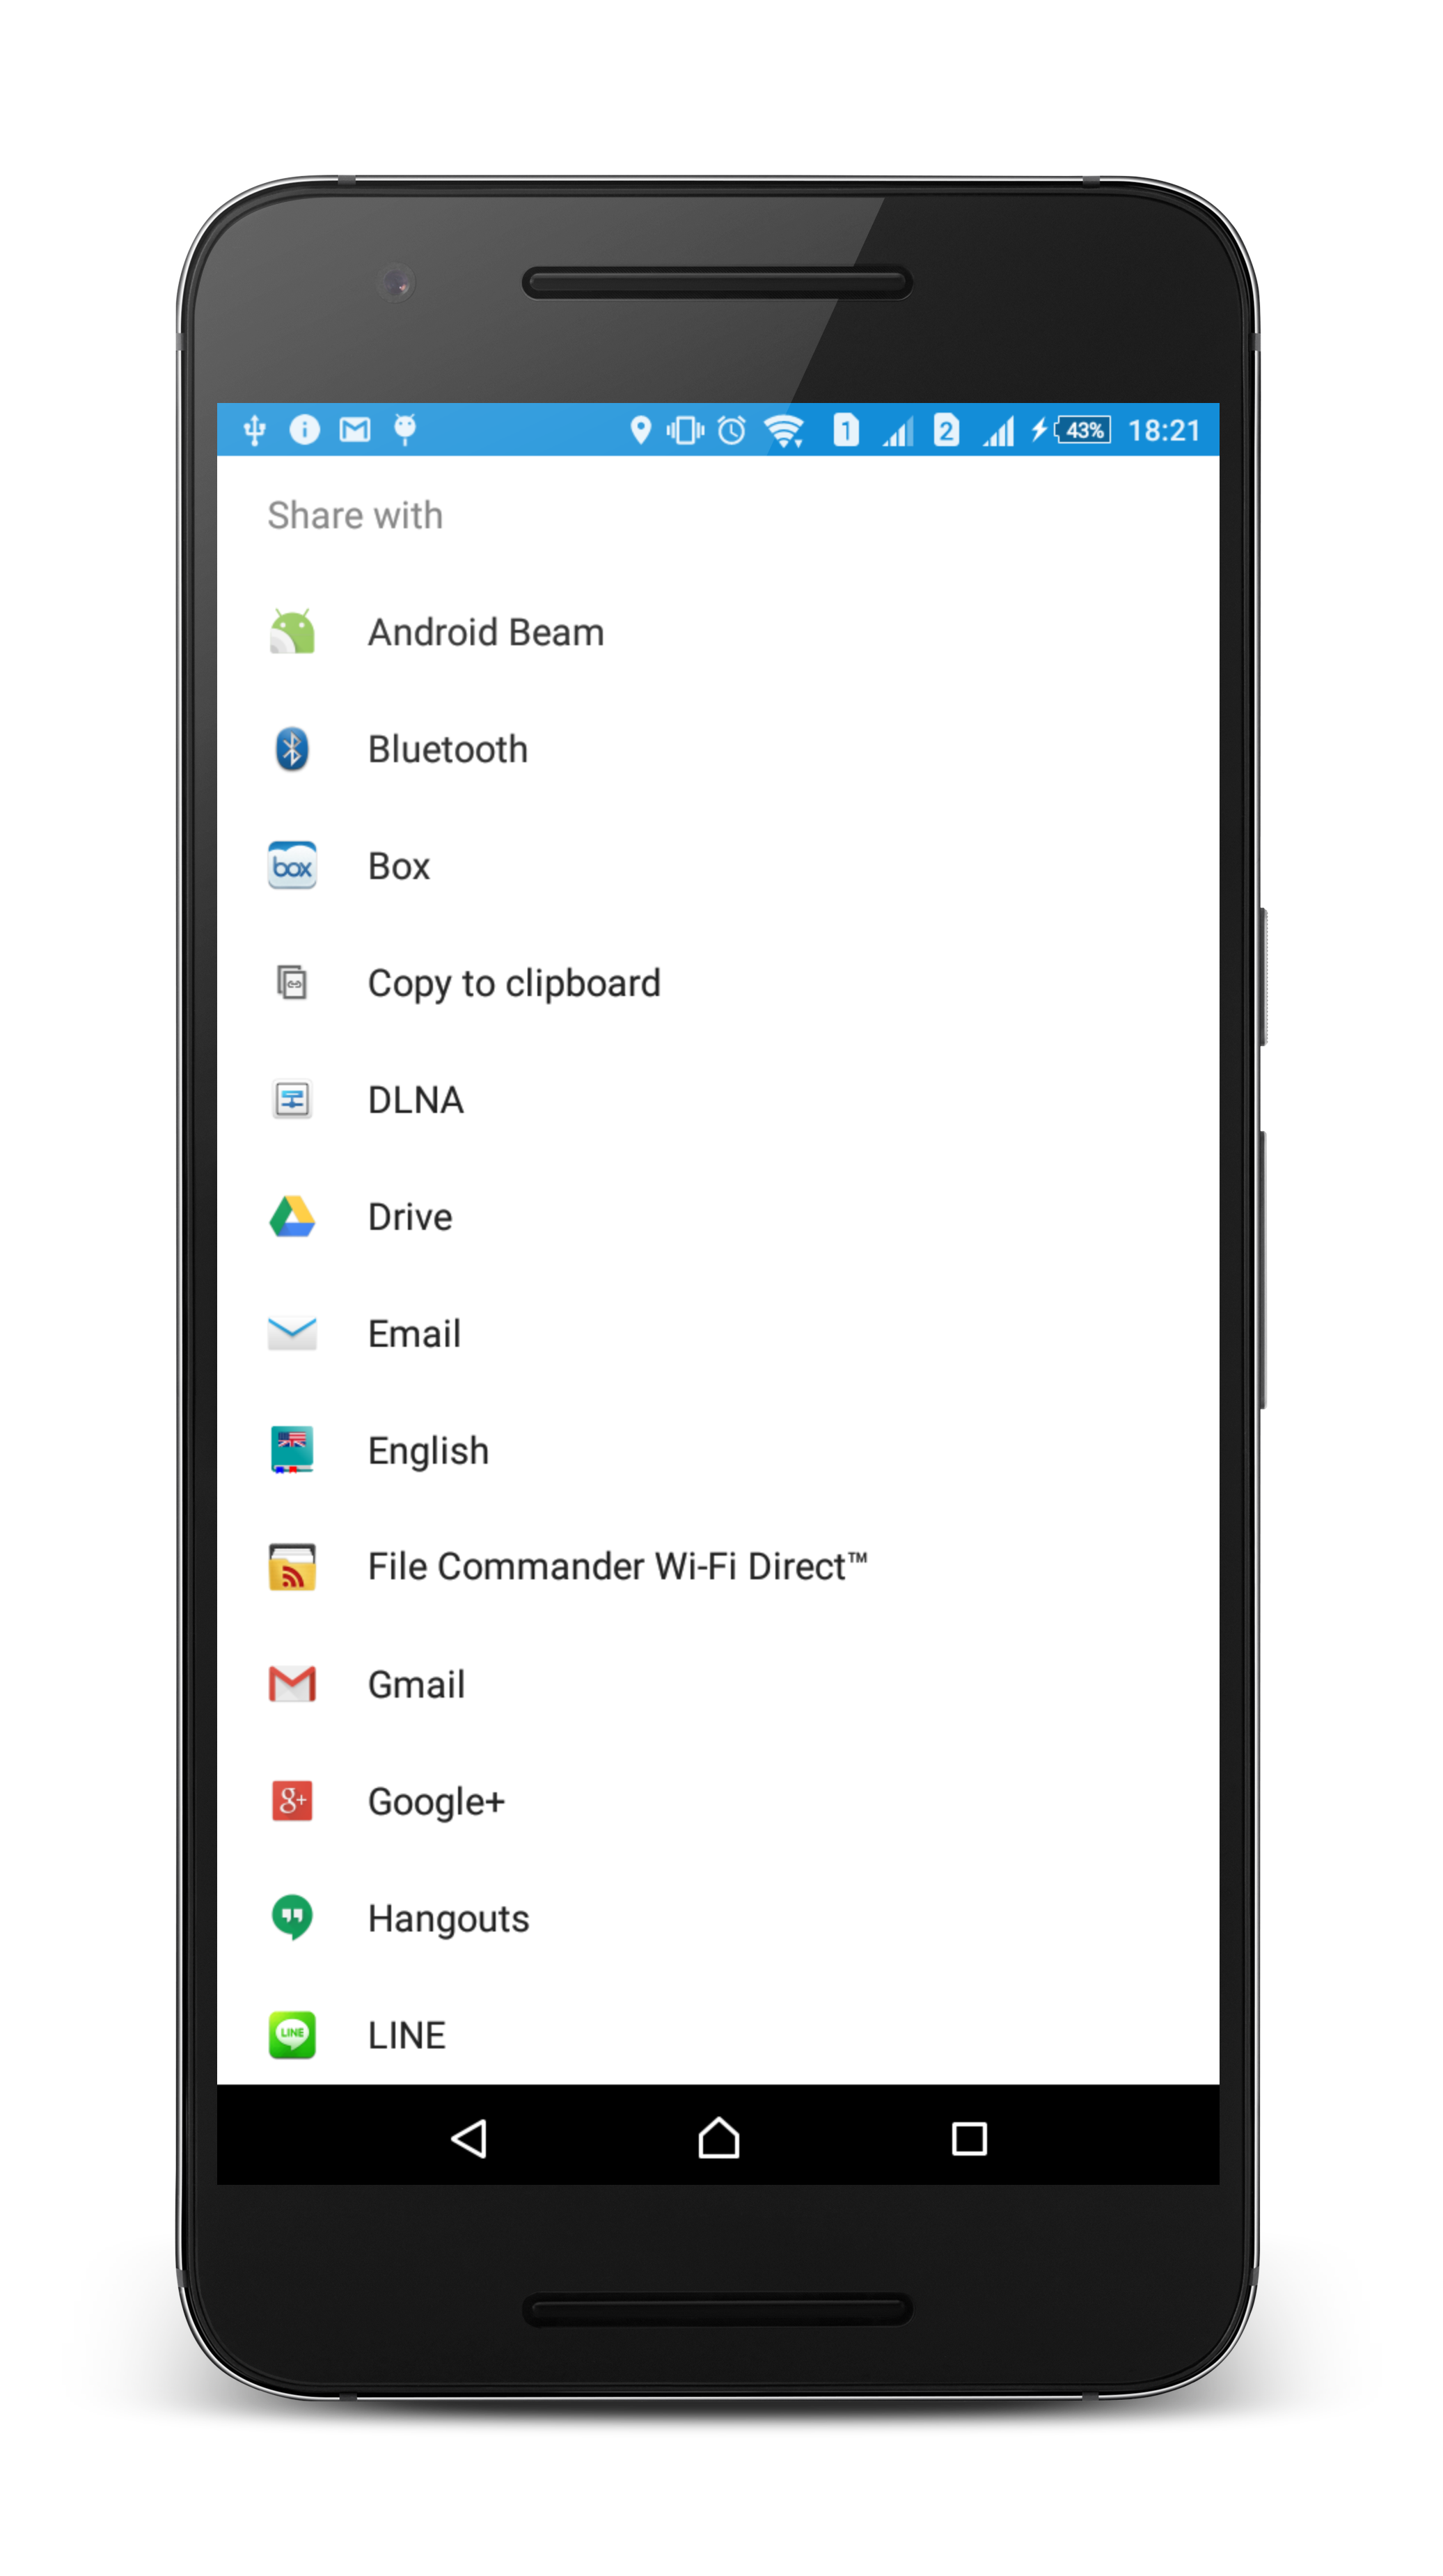 1 2 43% 18:21
Share with
Android Beam
Bluetooth
box Box
Copy to clipboard
DLNA
Drive
Email
English
File Commander Wi-Fi Direct™
Gmail
g+ Google+
Hangouts
LINE LINE